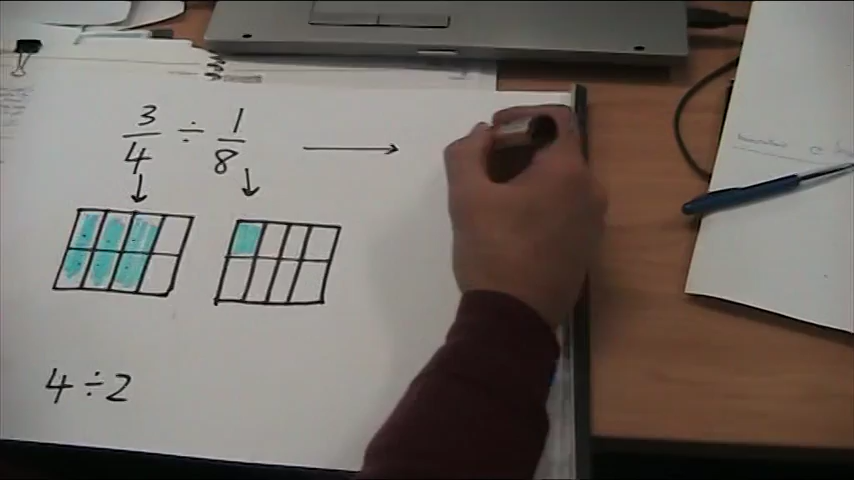 3/4 ÷ 1/8 →
4÷2